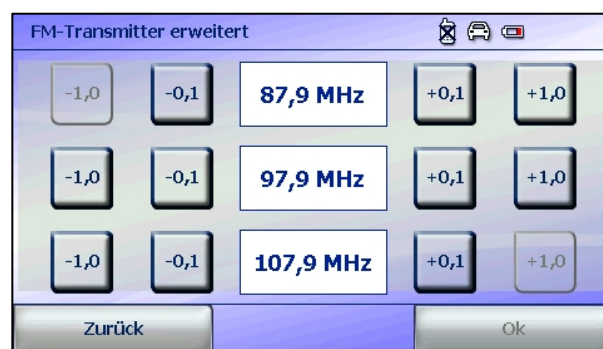 FM-Transmitter erweitert
-1,0 -0,1 87,9 MHz +0,1 +1,0
-1,0 -0,1 97,9 MHz +0,1 +1,0
-1,0 -0,1 107,9 MHz +0,1 +1,0
Zurück Ok